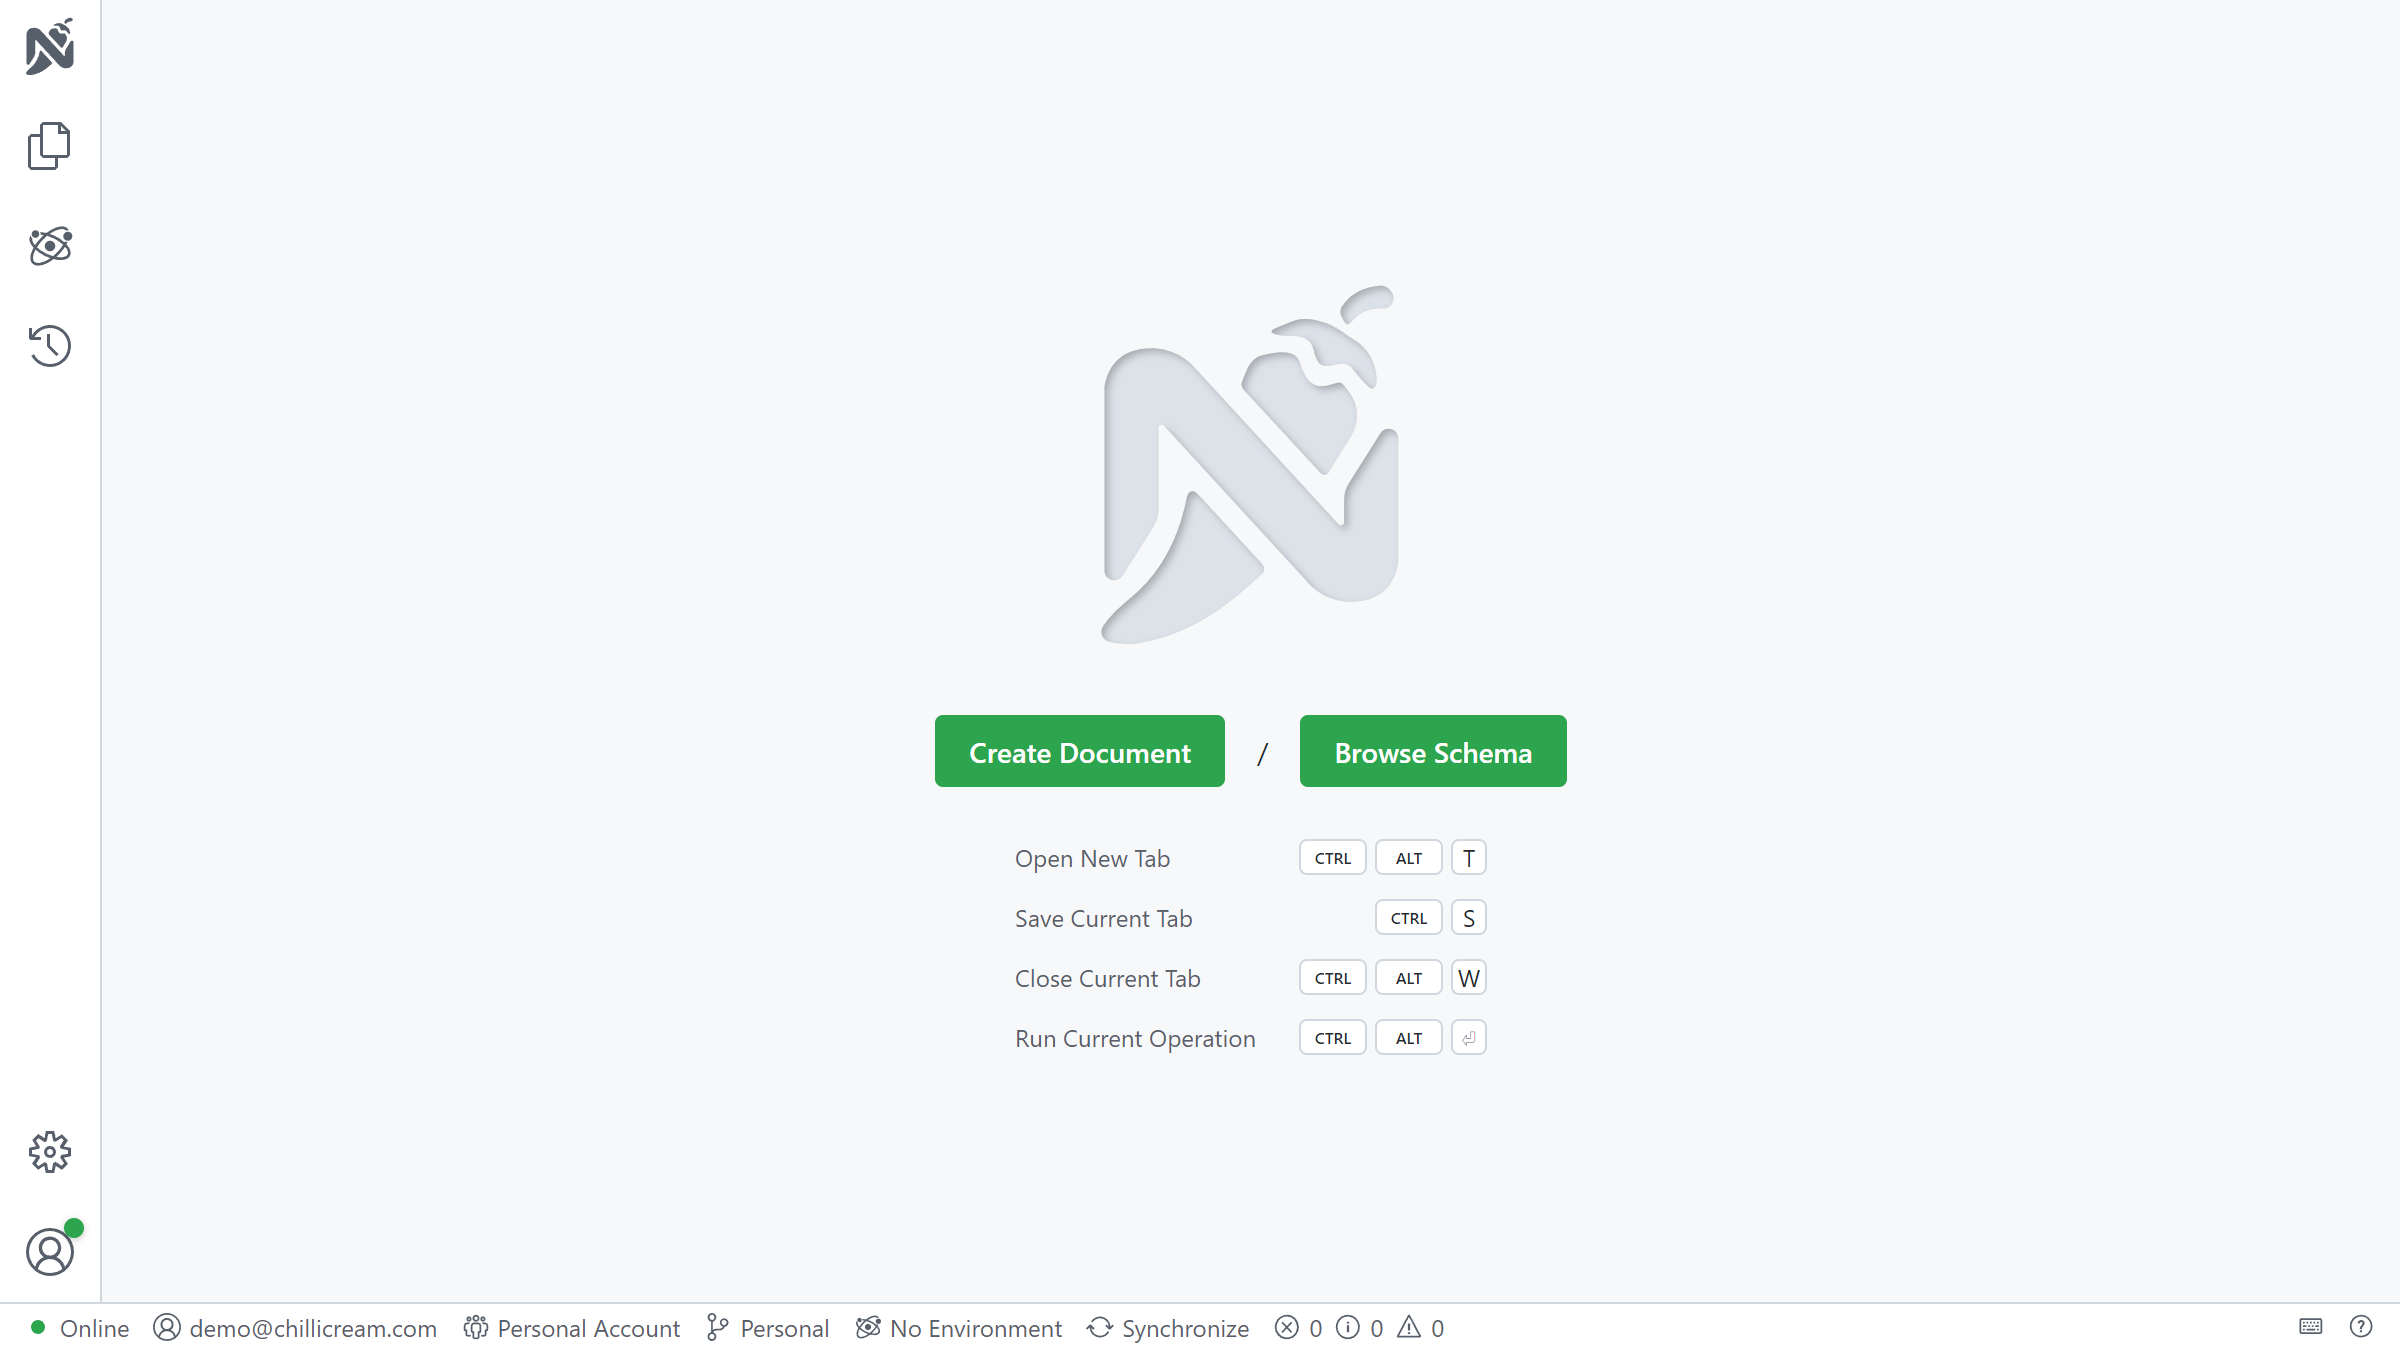 Create Document / Browse Schema
Open New Tab CTRL ALT T
Save Current Tab CTRL S
Close Current Tab CTRL ALT W
Run Current Operation CTRL ALT ⏎
Online demo@chillicream.com Personal Account Personal No Environment Synchronize 0 0 0